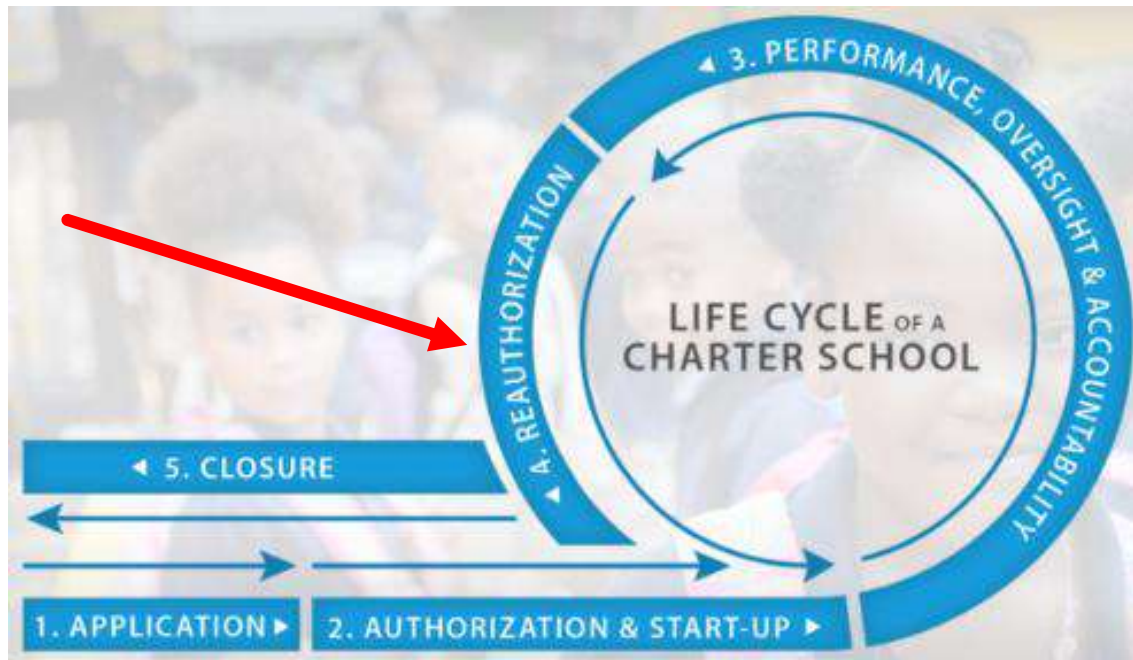 ◄ 3. PERFORMANCE, OVERSIGHT & ACCOUNTABILITY
◄ 4. REAUTHORIZATION
LIFE CYCLE OF A
CHARTER SCHOOL
◄ 5. CLOSURE
1. APPLICATION ►
2. AUTHORIZATION & START-UP ►